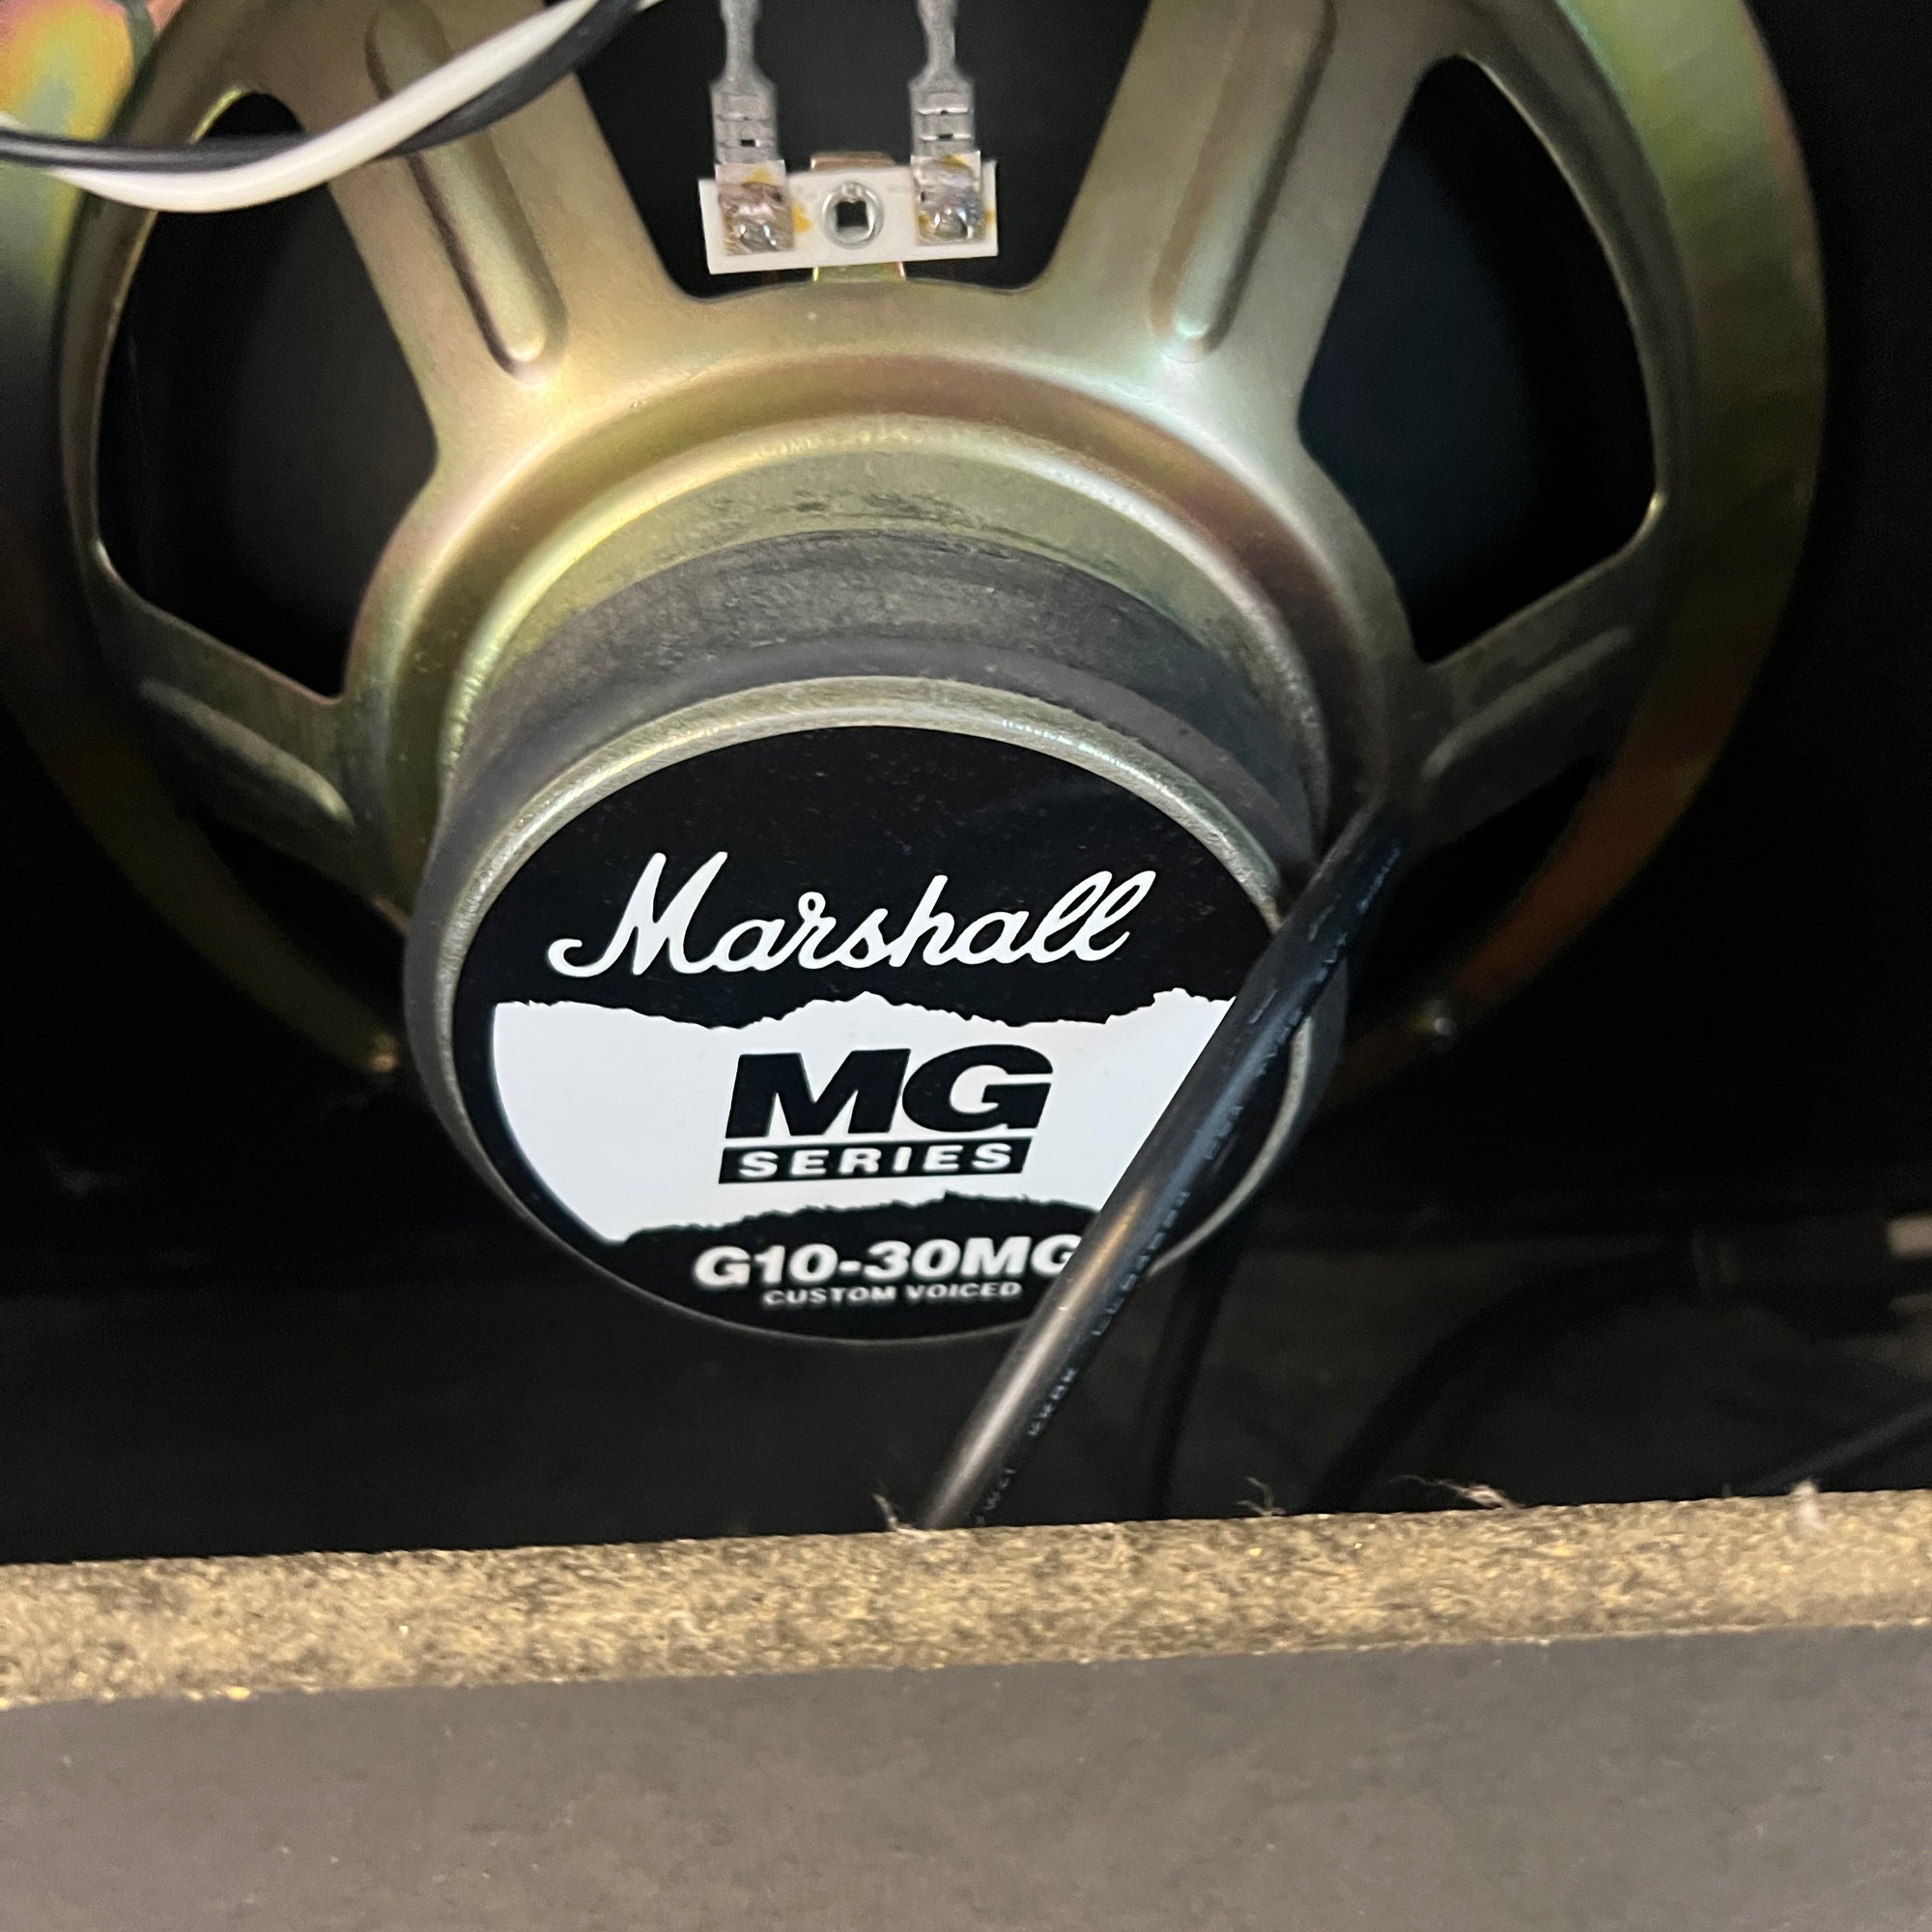 Marshall
MG
SERIES
G10-30MG
CUSTOM VOICED